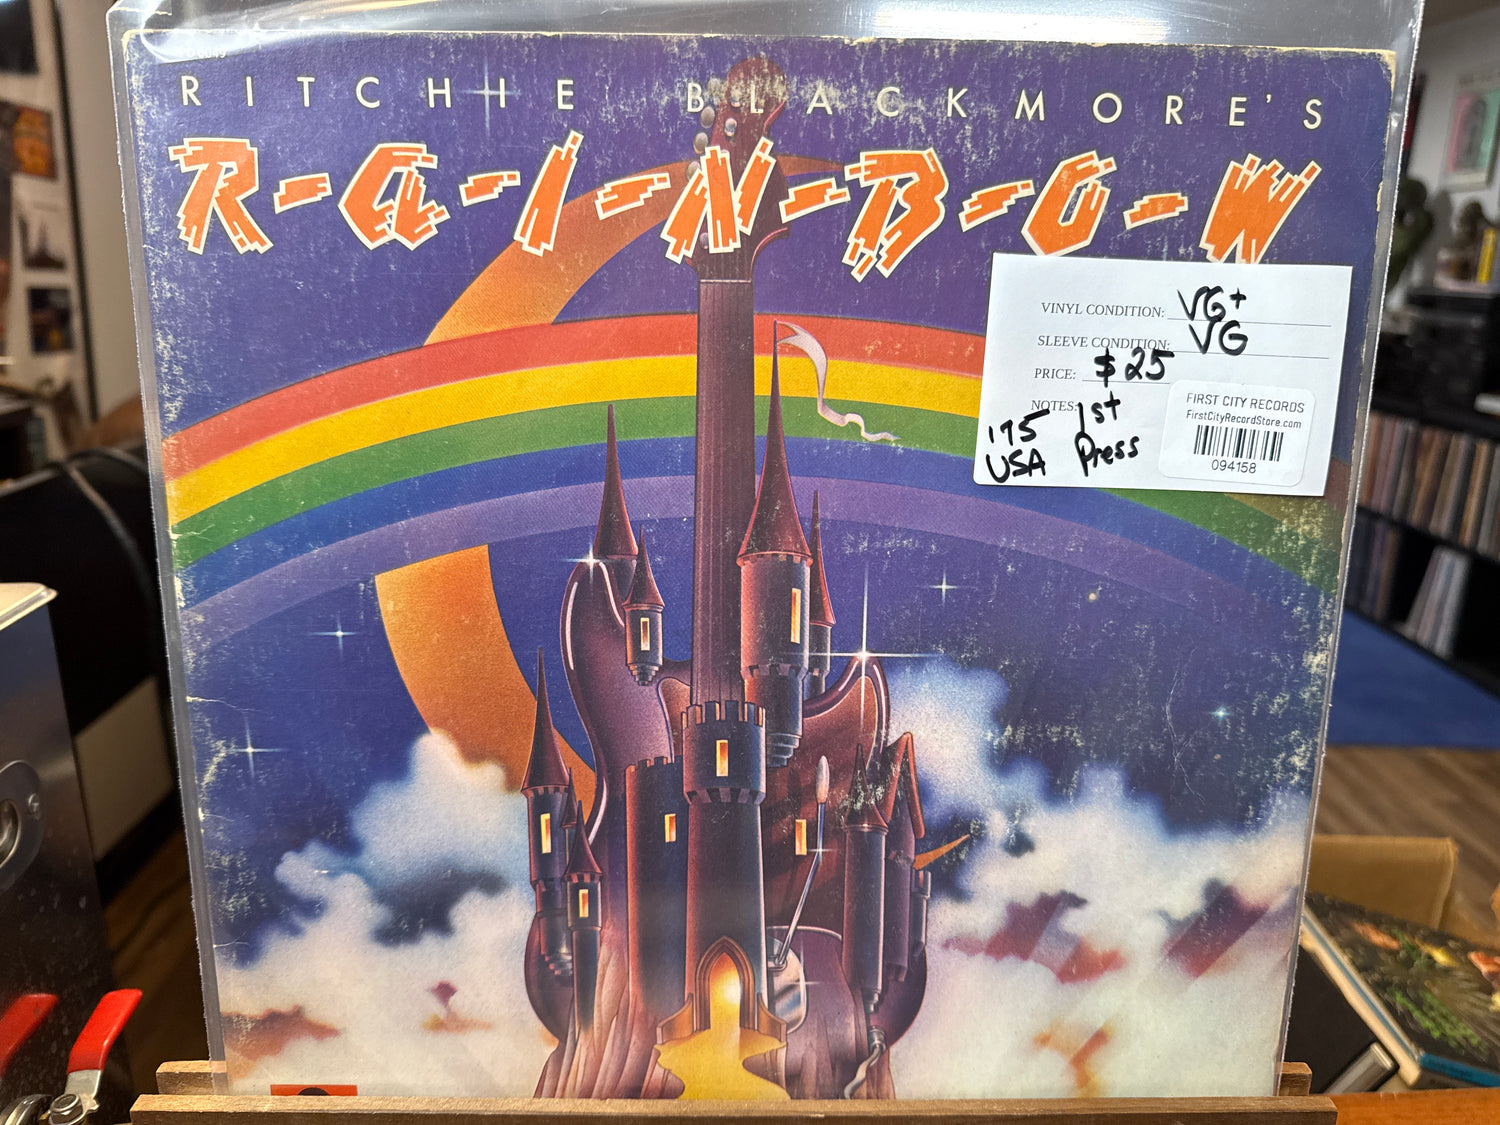 RITCHIE BLACKMORE'S
R-A-I-N-B-O-W
VINYL CONDITION: VG+
SLEEVE CONDITION: VG
PRICE: $25
NOTES: 1st
'75 Press
USA
FIRST CITY RECORDS
FirstCityRecordStore.com
094158